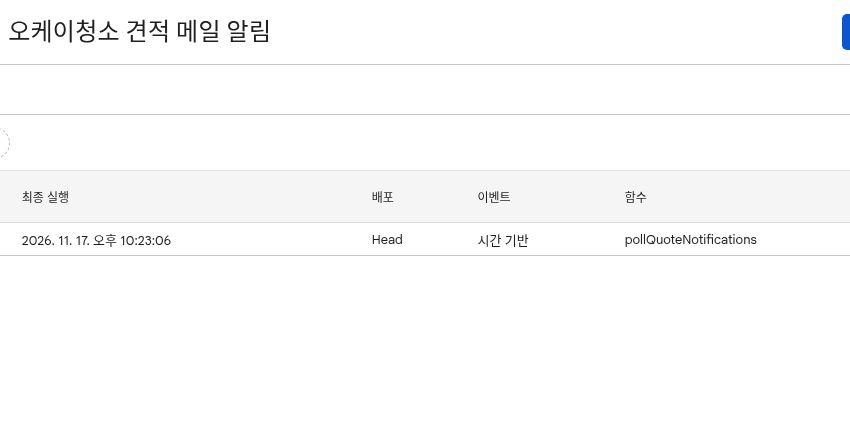 오케이청소 견적 메일 알림
최종 실행 배포 이벤트 함수
2026. 11. 17. 오후 10:23:06 Head 시간 기반 pollQuoteNotifications